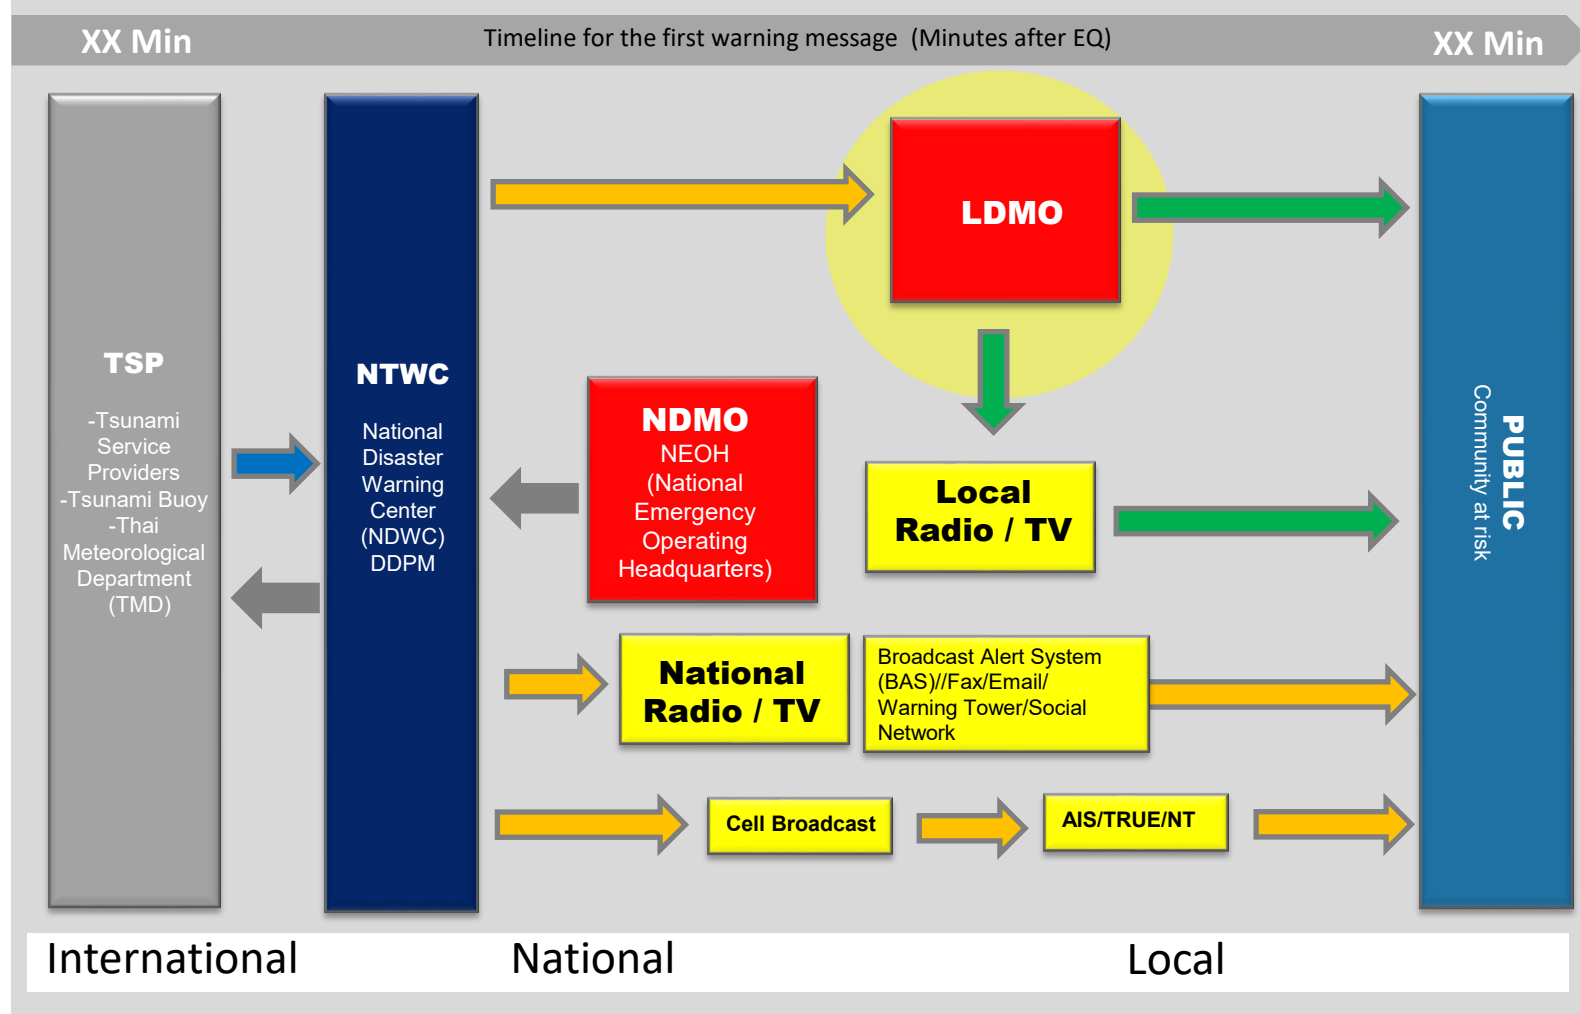 XX Min
Timeline for the first warning message (Minutes after EQ)
XX Min
TSP
-Tsunami
Service
Providers
-Tsunami Buoy
-Thai
Meteorological
Department
(TMD)
NTWC
National
Disaster
Warning
Center
(NDWC)
DDPM
LDMO
NDMO
NEOH
(National
Emergency
Operating
Headquarters)
Local
Radio / TV
National
Radio / TV
Broadcast Alert System
(BAS)//Fax/Email/
Warning Tower/Social
Network
Cell Broadcast
AIS/TRUE/NT
PUBLIC
Community at risk
International
National
Local